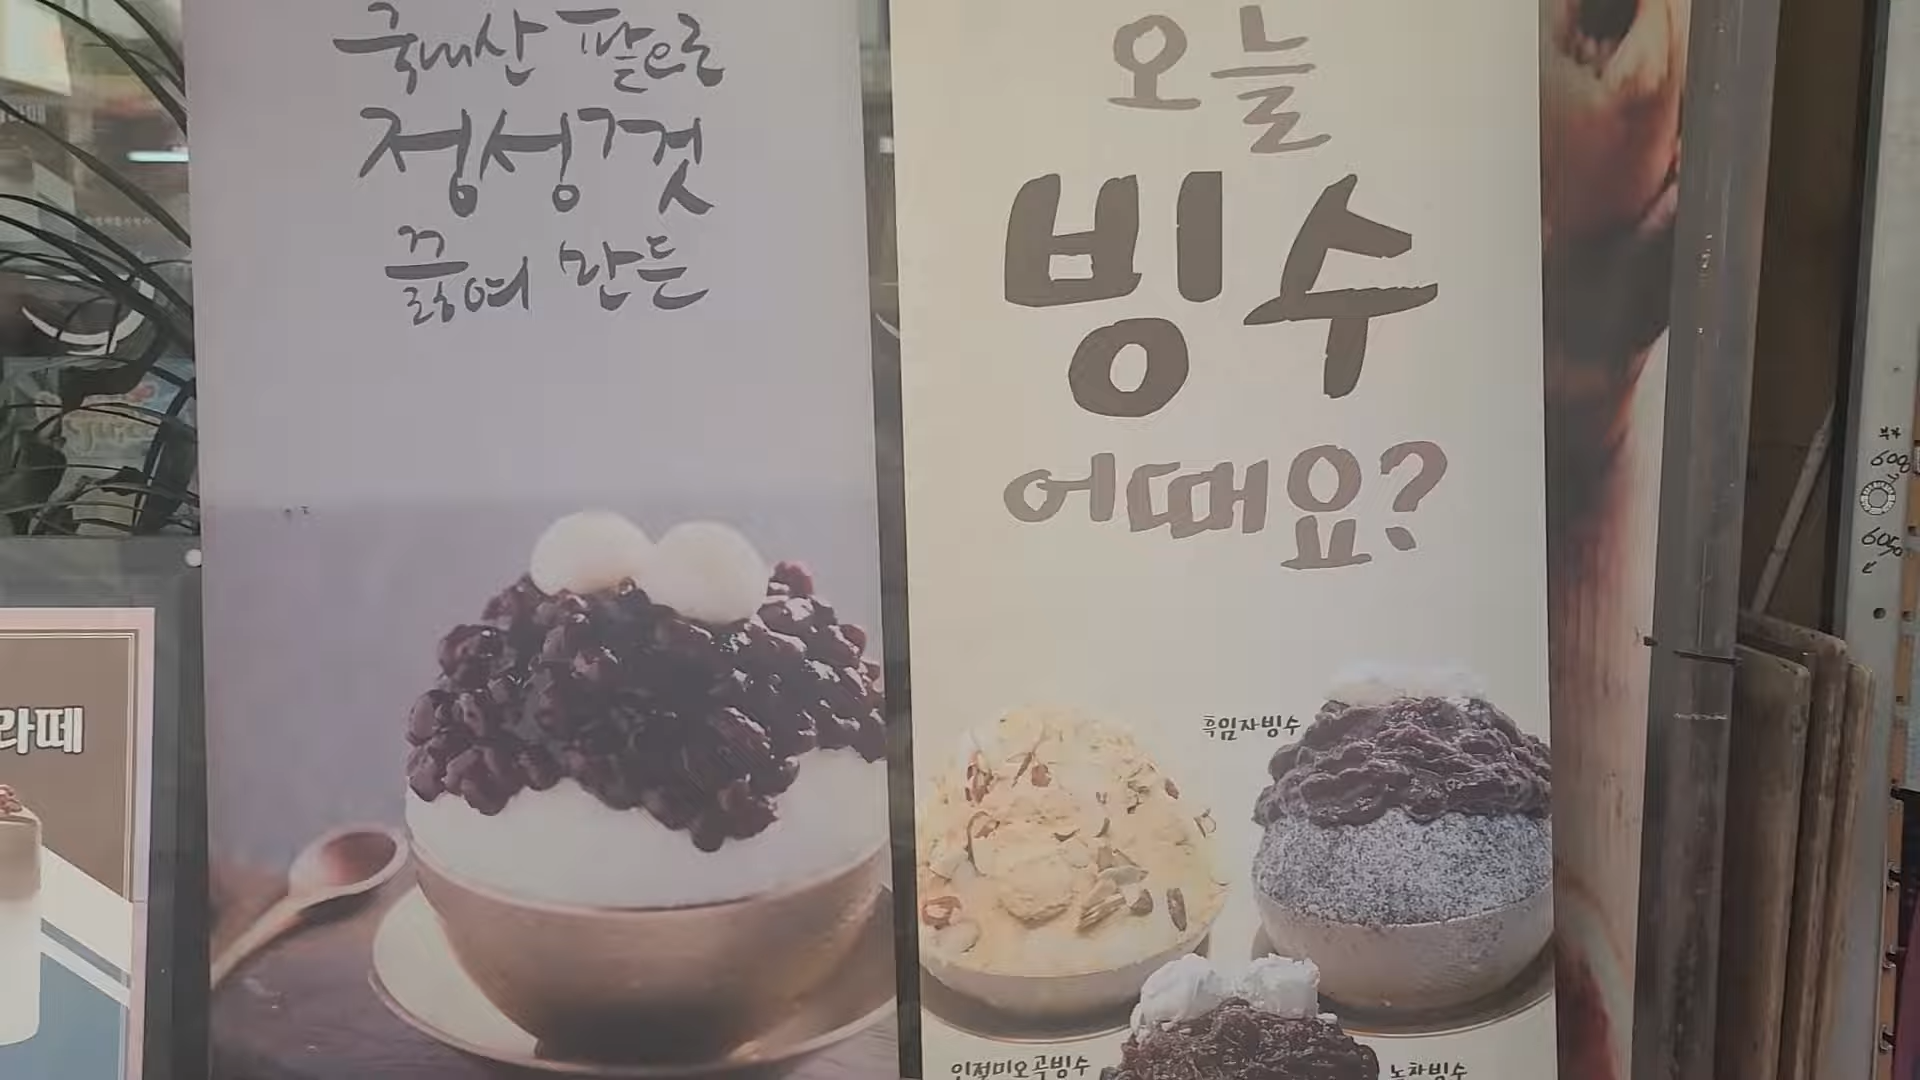 국내산 팥으로
정성껏
끓여 만든
오늘
빙수
어때요?
흑임자빙수
인절미오곡빙수
녹차빙수
라떼